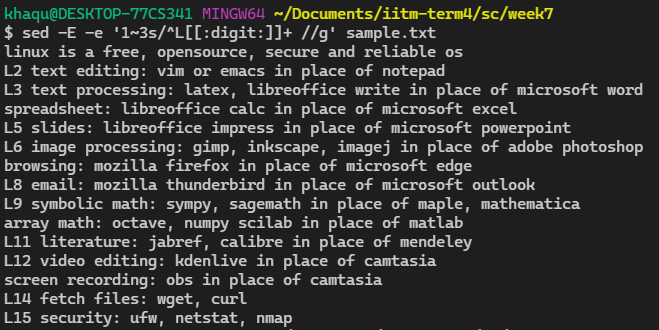 khaqu@DESKTOP-77CS341 MINGW64 ~/Documents/iitm-term4/sc/week7
$ sed -E -e '1~3s/^L[[:digit:]]+ //g' sample.txt
linux is a free, opensource, secure and reliable os
L2 text editing: vim or emacs in place of notepad
L3 text processing: latex, libreoffice write in place of microsoft word
spreadsheet: libreoffice calc in place of microsoft excel
L5 slides: libreoffice impress in place of microsoft powerpoint
L6 image processing: gimp, inkscape, imagej in place of adobe photoshop
browsing: mozilla firefox in place of microsoft edge
L8 email: mozilla thunderbird in place of microsoft outlook
L9 symbolic math: sympy, sagemath in place of maple, mathematica
array math: octave, numpy scilab in place of matlab
L11 literature: jabref, calibre in place of mendeley
L12 video editing: kdenlive in place of camtasia
screen recording: obs in place of camtasia
L14 fetch files: wget, curl
L15 security: ufw, netstat, nmap